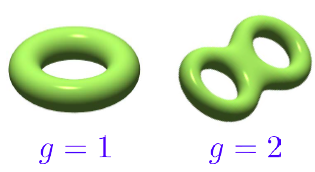 g = 1
g = 2